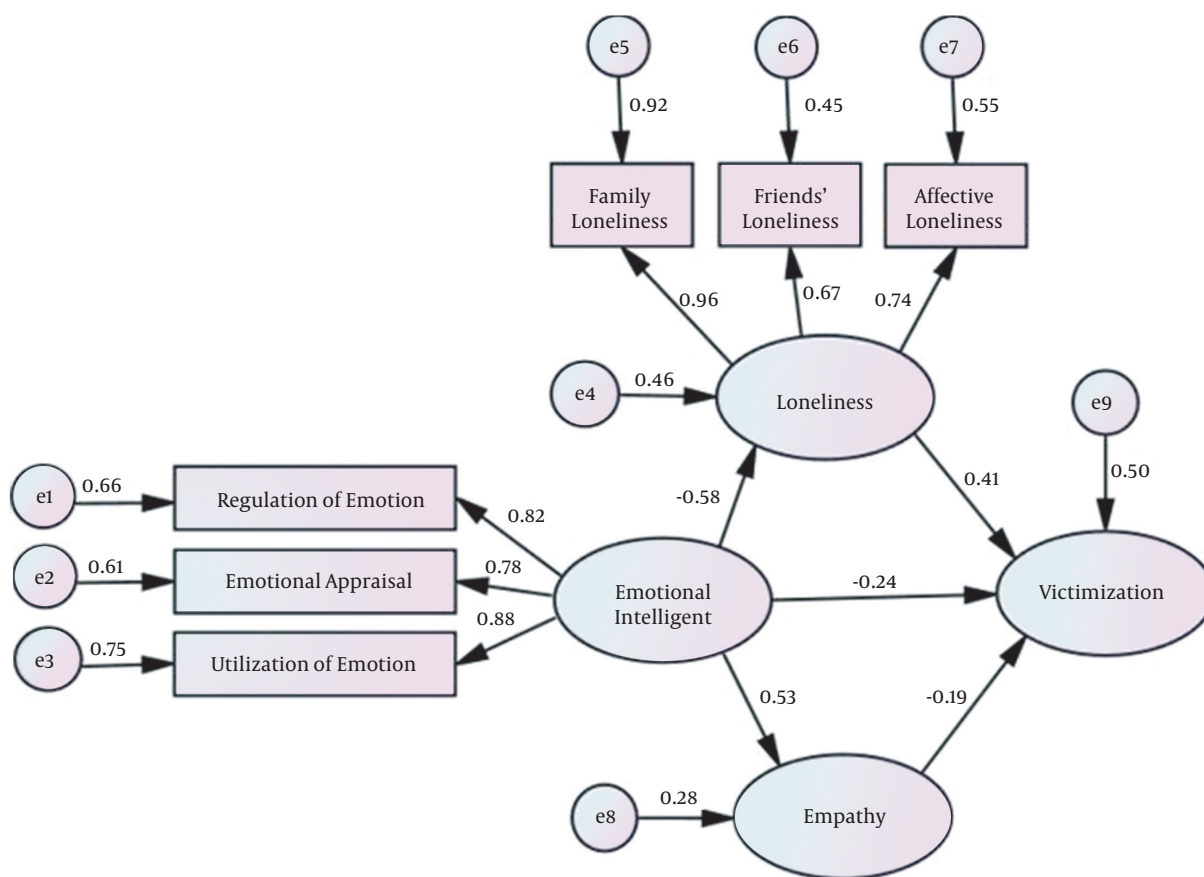 e5
e6
e7
0.92
0.45
0.55
Family
Loneliness
Friends’
Loneliness
Affective
Loneliness
0.96
0.67
0.74
e4
0.46
Loneliness
e9
e1
0.66
Regulation of Emotion
0.82
-0.58
0.41
0.50
e2
0.61
Emotional Appraisal
0.78
Emotional
Intelligent
-0.24
Victimization
e3
0.75
Utilization of Emotion
0.88
0.53
-0.19
e8
0.28
Empathy